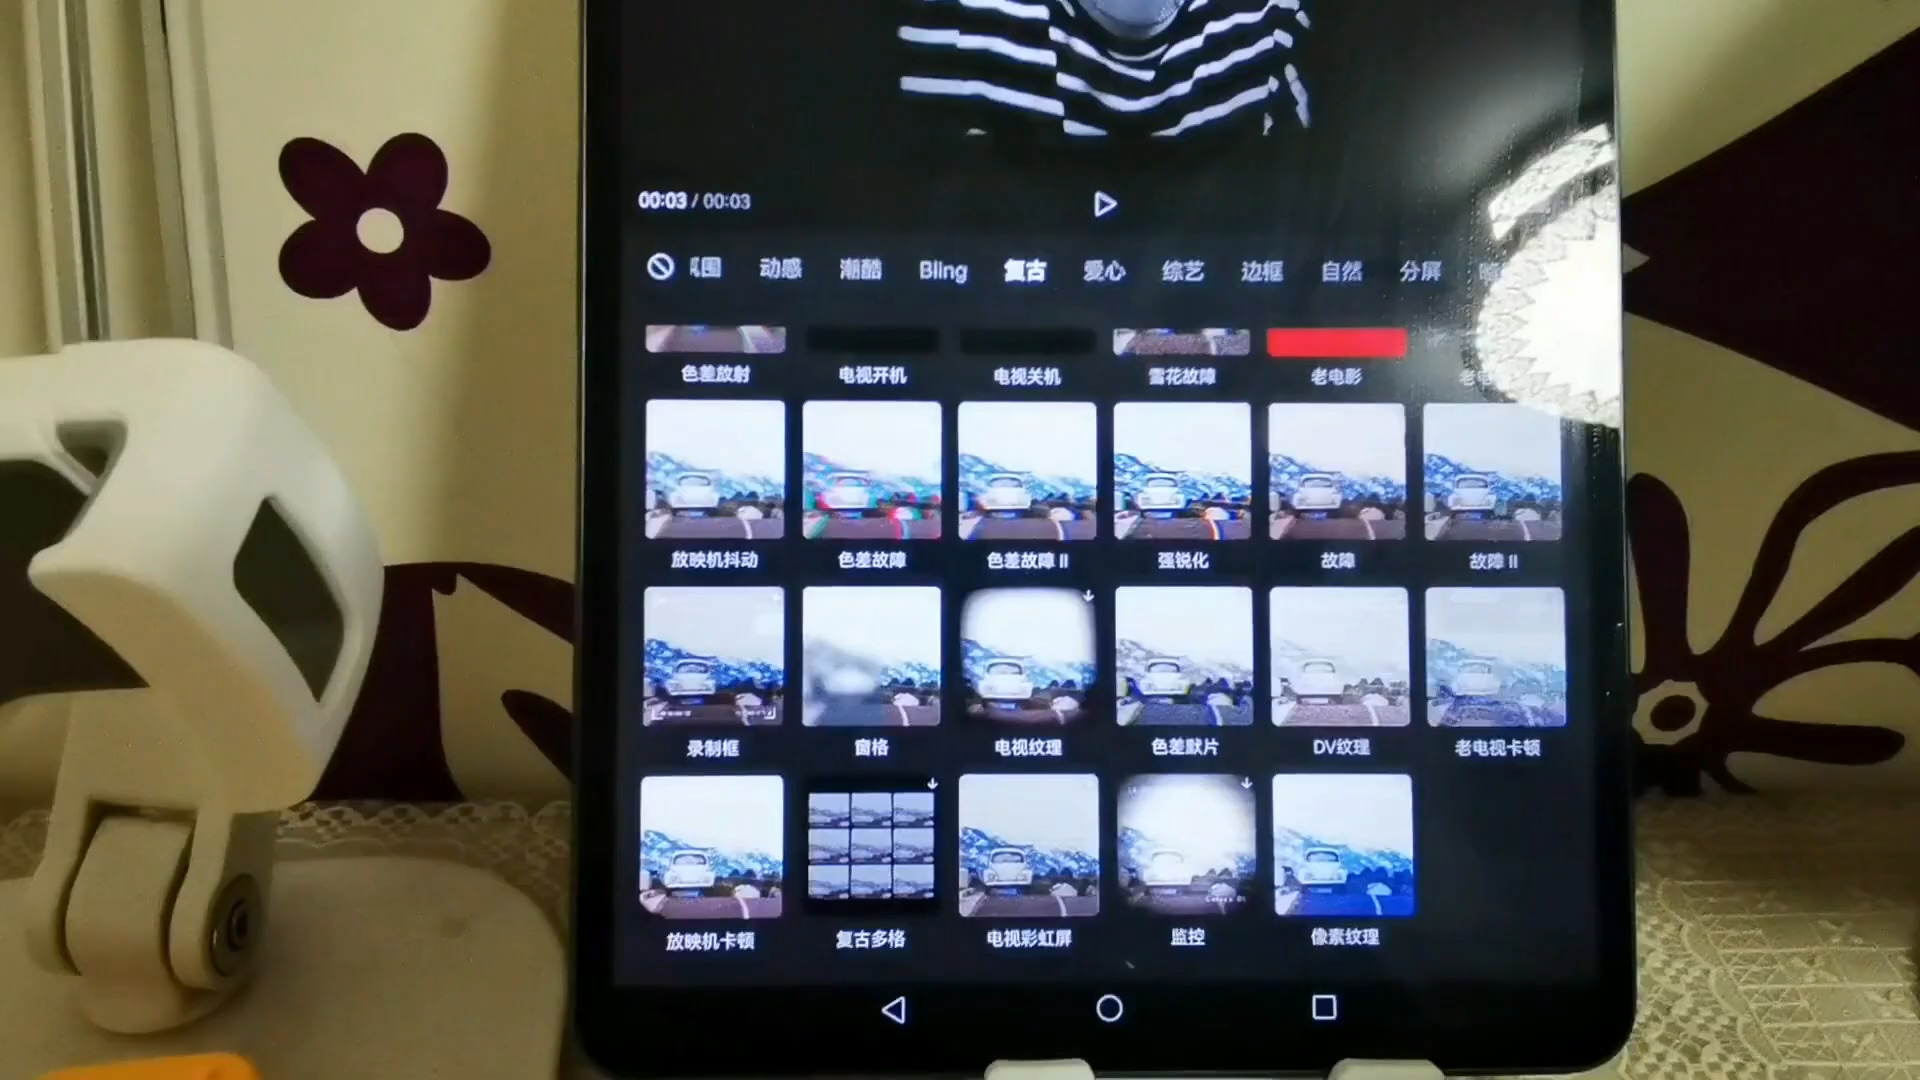 00:03 / 00:03
围 动感 潮酷 Bling 复古 爱心 综艺 边框 自然 分屏
色差放射 电视开机 电视关机 雪花故障 老电影 老电
放映机抖动 色差故障 色差故障 II 强锐化 故障 故障 II
录制框 窗格 电视纹理 色差默片 DV纹理 老电视卡顿
放映机卡顿 复古多格 电视彩虹屏 监控 像素纹理